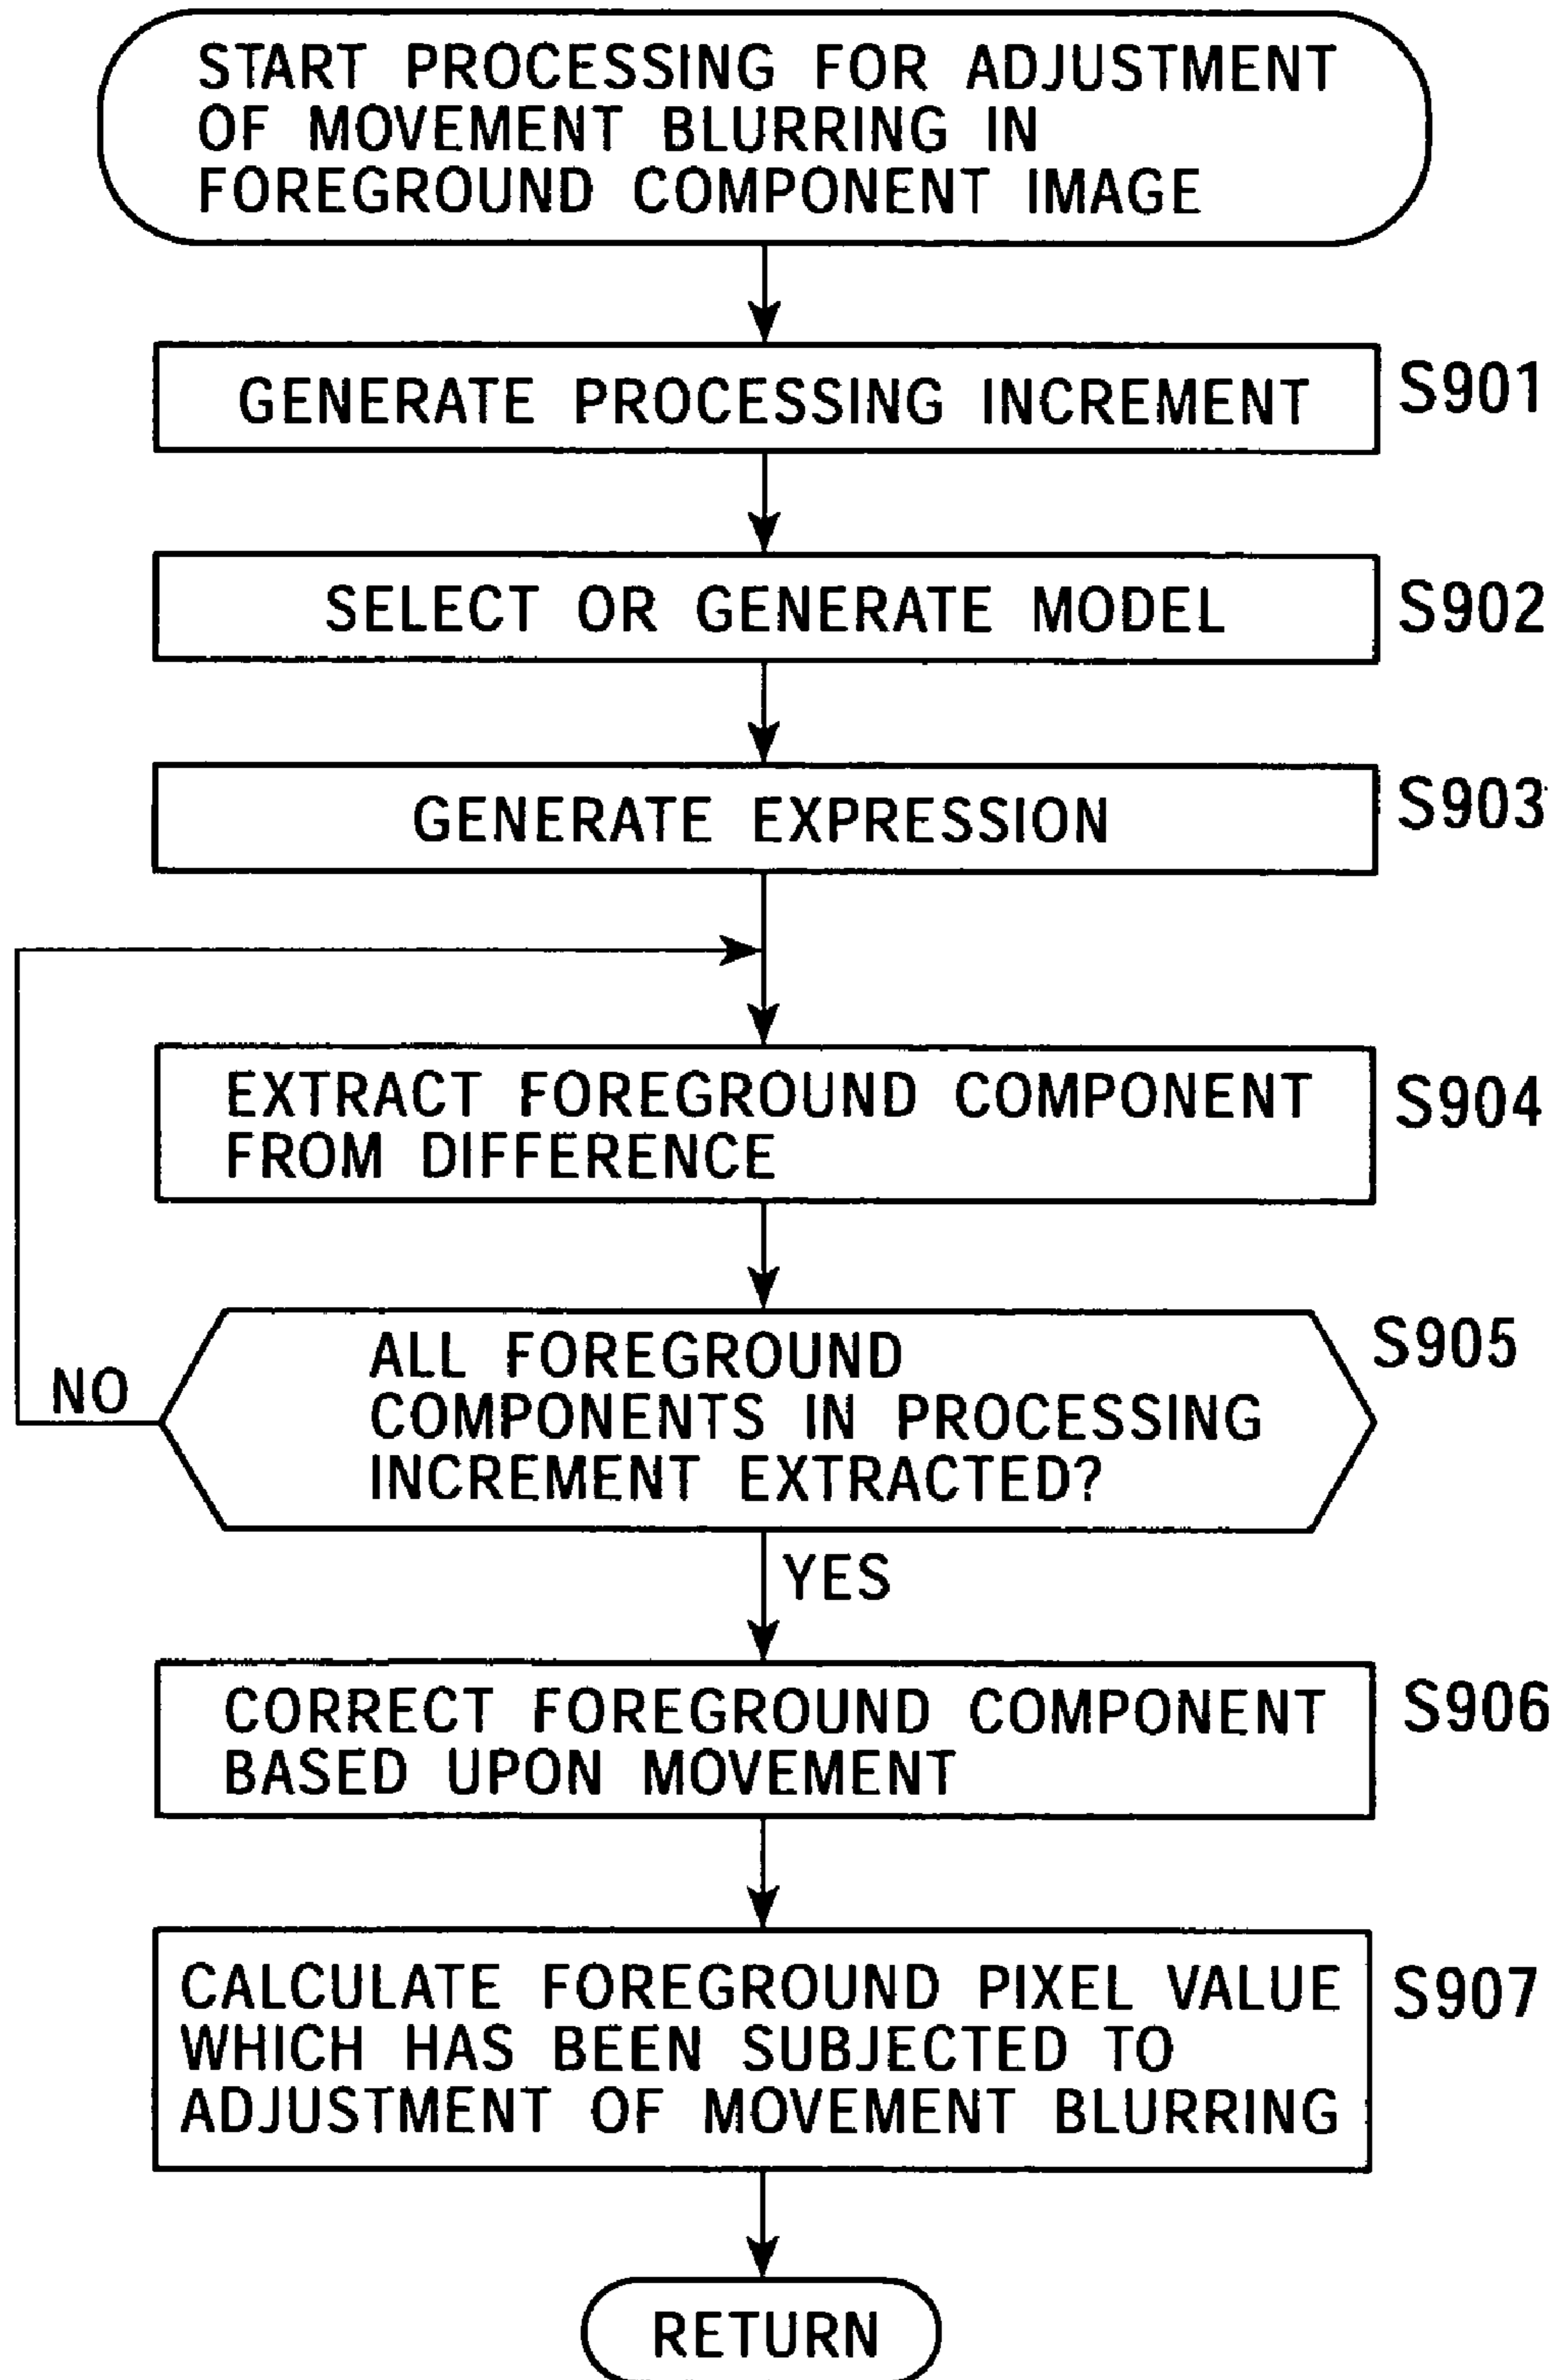 START PROCESSING FOR ADJUSTMENT
OF MOVEMENT BLURRING IN
FOREGROUND COMPONENT IMAGE
GENERATE PROCESSING INCREMENT
S901
SELECT OR GENERATE MODEL
S902
GENERATE EXPRESSION
S903
EXTRACT FOREGROUND COMPONENT
FROM DIFFERENCE
S904
ALL FOREGROUND
COMPONENTS IN PROCESSING
INCREMENT EXTRACTED?
S905
NO
YES
CORRECT FOREGROUND COMPONENT
BASED UPON MOVEMENT
S906
CALCULATE FOREGROUND PIXEL VALUE
WHICH HAS BEEN SUBJECTED TO
ADJUSTMENT OF MOVEMENT BLURRING
S907
RETURN